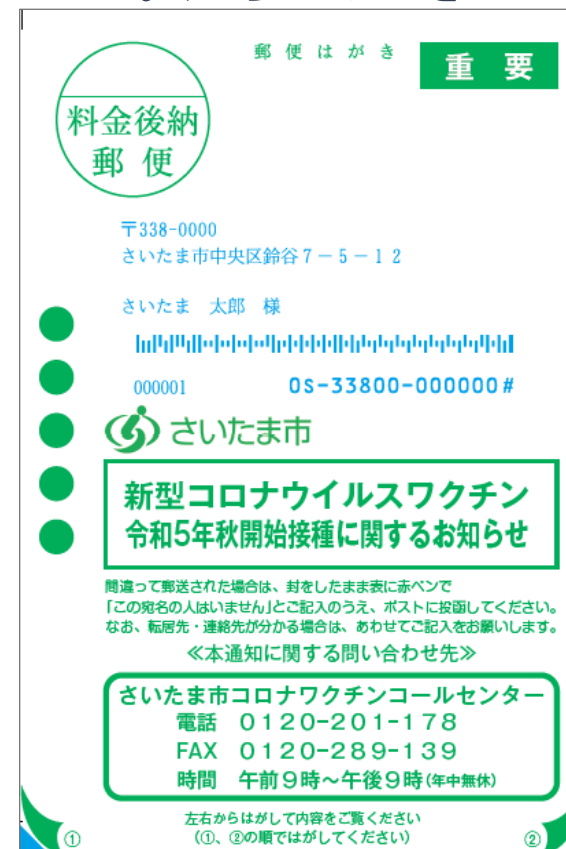 郵便はがき
重要
料金後納
郵便
〒338-0000
さいたま市中央区鈴谷7-5-12
さいたま 太郎 様
000001 OS-33800-000000#
さいたま市
新型コロナウイルスワクチン
令和5年秋開始接種に関するお知らせ
間違って郵送された場合は、封をしたまま表に赤ペンで
「この宛名の人はいません」とご記入のうえ、ポストに投函してください。
なお、転居先・連絡先が分かる場合は、あわせてご記入をお願いします。
≪本通知に関する問い合わせ先≫
さいたま市コロナワクチンコールセンター
電話 0120-201-178
FAX 0120-289-139
時間 午前9時~午後9時(年中無休)
左右からはがして内容をご覧ください
(①、②の順ではがしてください)
① ②